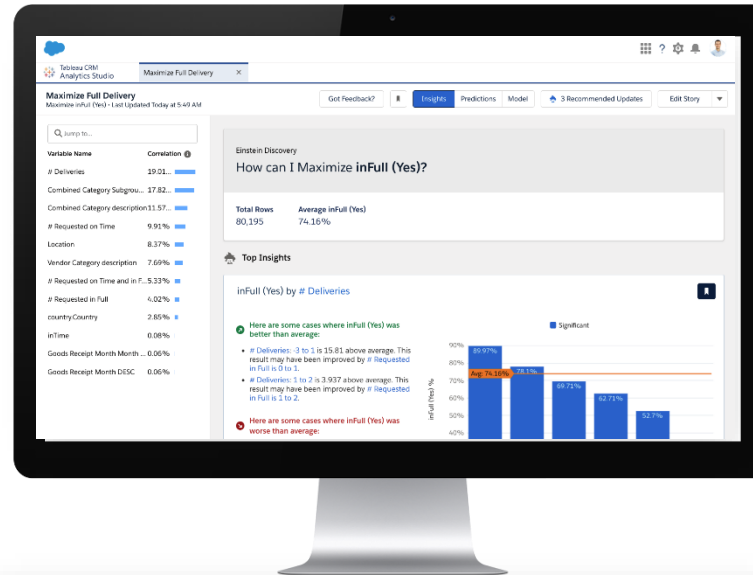 Tableau CRM
Analytics Studio
Maximize Full Delivery ×
Maximize Full Delivery
Maximize InFull (Yes) • Last Updated Today at 5:49 AM
Got Feedback?
Insights
Predictions
Model
3 Recommended Updates
Edit Story
Jump to...
Variable Name Correlation
# Deliveries 19.01...
Combined Category Subgrou... 17.82...
Combined Category description 11.57...
# Requested on Time 9.91%
Location 8.37%
Vendor Category description 7.69%
# Requested on Time and in F... 5.33%
# Requested in Full 4.02%
country.Country 2.85%
inTime 0.08%
Goods Receipt Month Month ... 0.06%
Goods Receipt Month DESC 0.06%
Einstein Discovery
How can I Maximize inFull (Yes)?
Total Rows Average inFull (Yes)
80,195 74.16%
Top Insights
inFull (Yes) by # Deliveries
Here are some cases where inFull (Yes) was
better than average:
• # Deliveries: -3 to 1 is 15.81 above average. This
result may have been improved by # Requested
in Full is 0 to 1.
• # Deliveries: 1 to 2 is 3.937 above average. This
result may have been improved by # Requested
in Full is 1 to 2.
Here are some cases where inFull (Yes) was
worse than average:
Significant
inFull (Yes) %
90%
80%
70%
60%
50%
40%
89.97%
Avg: 74.16%
78.1%
69.71%
62.71%
52.7%